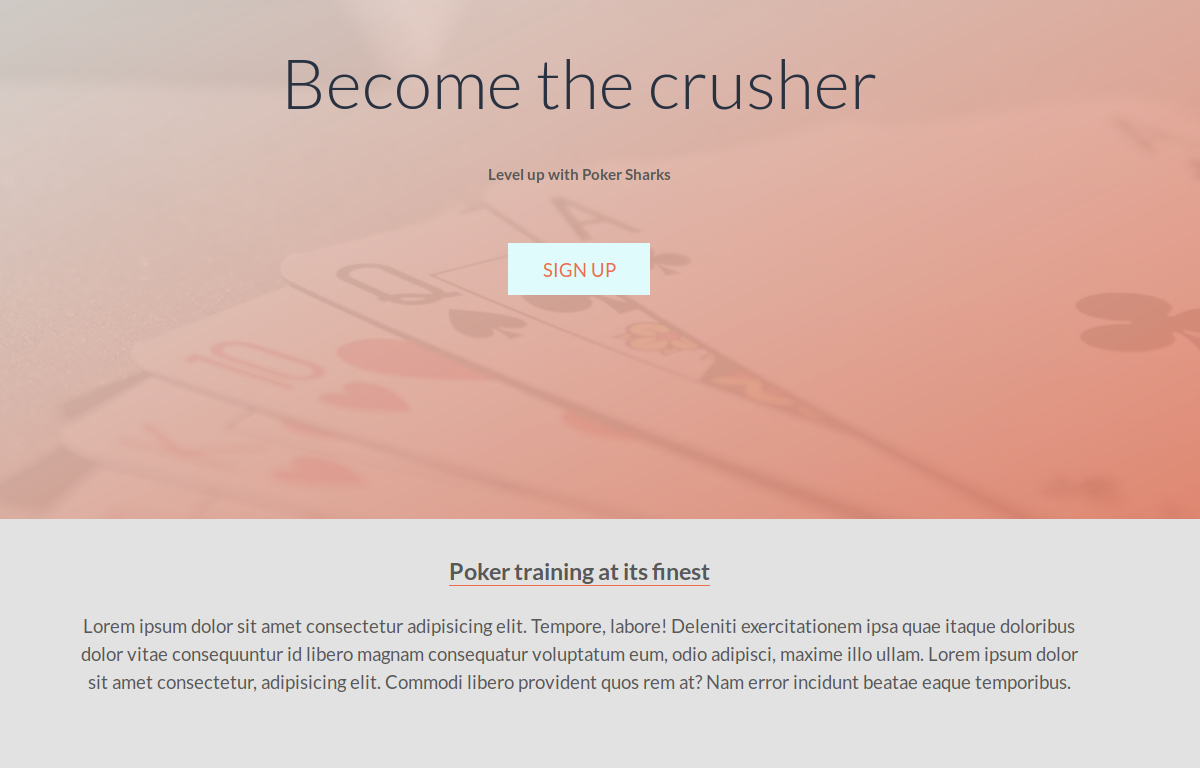 Become the crusher
Level up with Poker Sharks
A
Q
SIGN UP
10
Poker training at its finest
Lorem ipsum dolor sit amet consectetur adipisicing elit. Tempore, labore! Deleniti exercitationem ipsa quae itaque doloribus
dolor vitae consequuntur id libero magnam consequatur voluptatum eum, odio adipisci, maxime illo ullam. Lorem ipsum dolor
sit amet consectetur, adipisicing elit. Commodi libero provident quos rem at? Nam error incidunt beatae eaque temporibus.